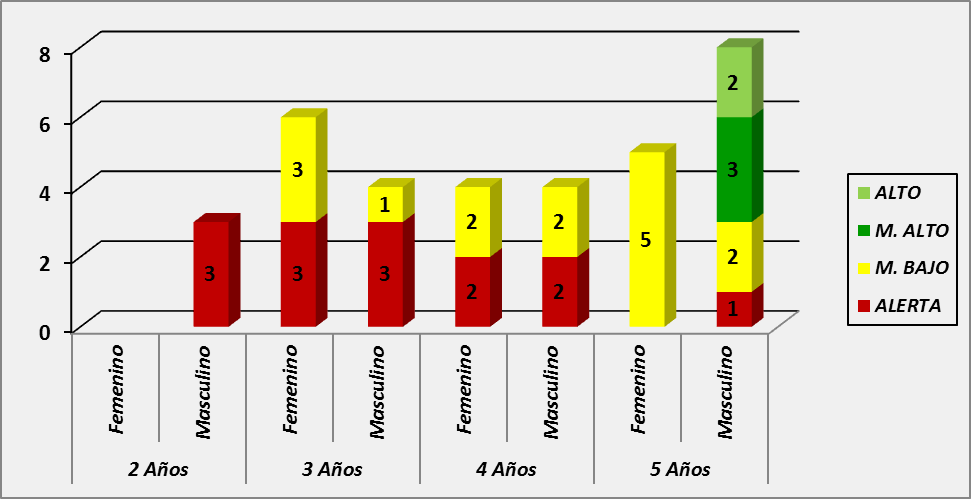 8
6
4
2
0
3
3
3
1
3
2
2
2
2
5
2
3
2
1
Femenino
Masculino
Femenino
Masculino
Femenino
Masculino
Femenino
Masculino
2 Años
3 Años
4 Años
5 Años
ALTO
M. ALTO
M. BAJO
ALERTA